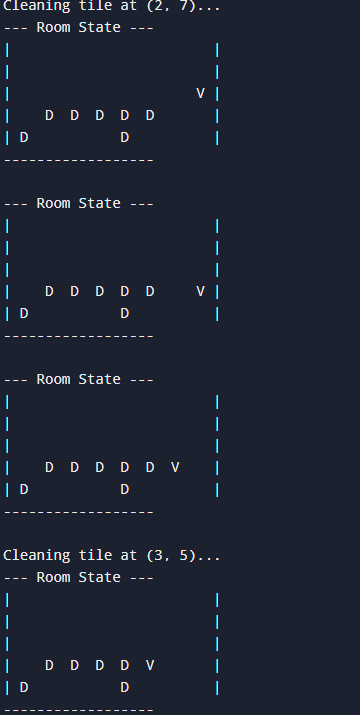 Cleaning tile at (2, 7)...
--- Room State ---
|                         |
|                         |
|                       V |
|    D  D  D  D  D        |
| D           D           |
------------------

--- Room State ---
|                         |
|                         |
|                         |
|    D  D  D  D  D     V |
| D           D           |
------------------

--- Room State ---
|                         |
|                         |
|                         |
|    D  D  D  D  D  V    |
| D           D           |
------------------

Cleaning tile at (3, 5)...
--- Room State ---
|                         |
|                         |
|                         |
|    D  D  D  D  V       |
| D           D           |
------------------